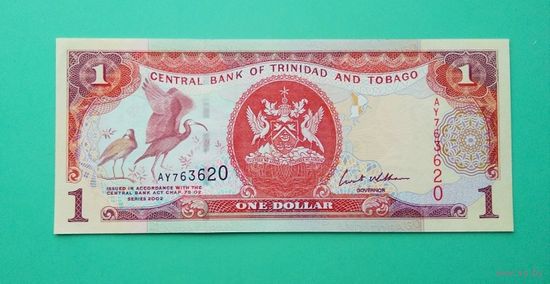 1 1
CENTRAL BANK OF TRINIDAD AND TOBAGO
AY763620
AY763620
ISSUED IN ACCORDANCE WITH THE
CENTRAL BANK ACT CHAP. 79:02
SERIES 2002
GOVERNOR
1 ONE DOLLAR 1